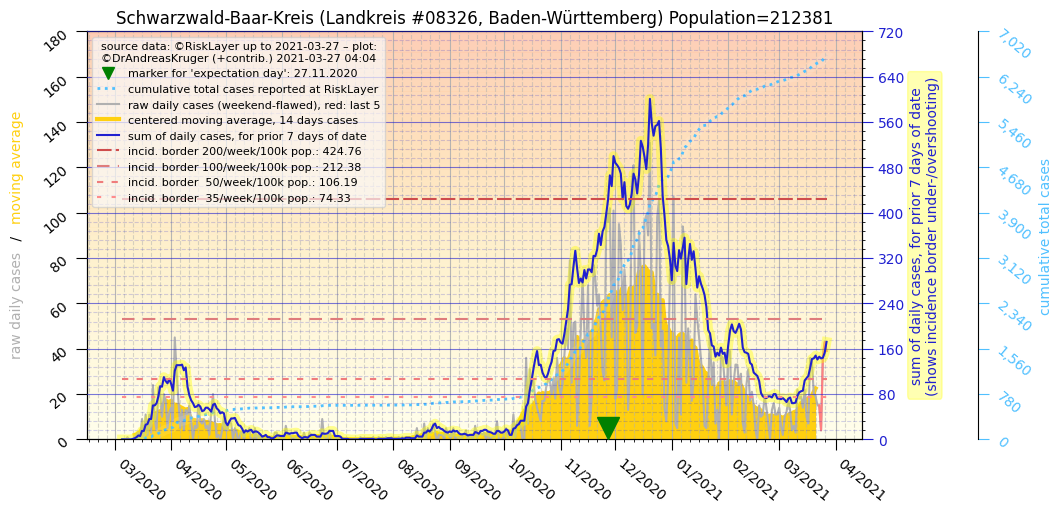 Schwarzwald-Baar-Kreis (Landkreis #08326, Baden-Württemberg) Population=212381
source data: ©RiskLayer up to 2021-03-27 – plot:
©DrAndreasKruger (+contrib.) 2021-03-27 04:04
marker for 'expectation day': 27.11.2020
cumulative total cases reported at RiskLayer
raw daily cases (weekend-flawed), red: last 5
centered moving average, 14 days cases
sum of daily cases, for prior 7 days of date
incid. border 200/week/100k pop.: 424.76
incid. border 100/week/100k pop.: 212.38
incid. border  50/week/100k pop.: 106.19
incid. border  35/week/100k pop.: 74.33
raw daily cases / moving average
180
160
140
120
100
80
60
40
20
0
03/2020
04/2020
05/2020
06/2020
07/2020
08/2020
09/2020
10/2020
11/2020
12/2020
01/2021
02/2021
03/2021
04/2021
720
640
560
480
400
320
240
160
80
0
sum of daily cases, for prior 7 days of date
(shows incidence border under-/overshooting)
7,020
6,240
5,460
4,680
3,900
3,120
2,340
1,560
780
0
cumulative total cases